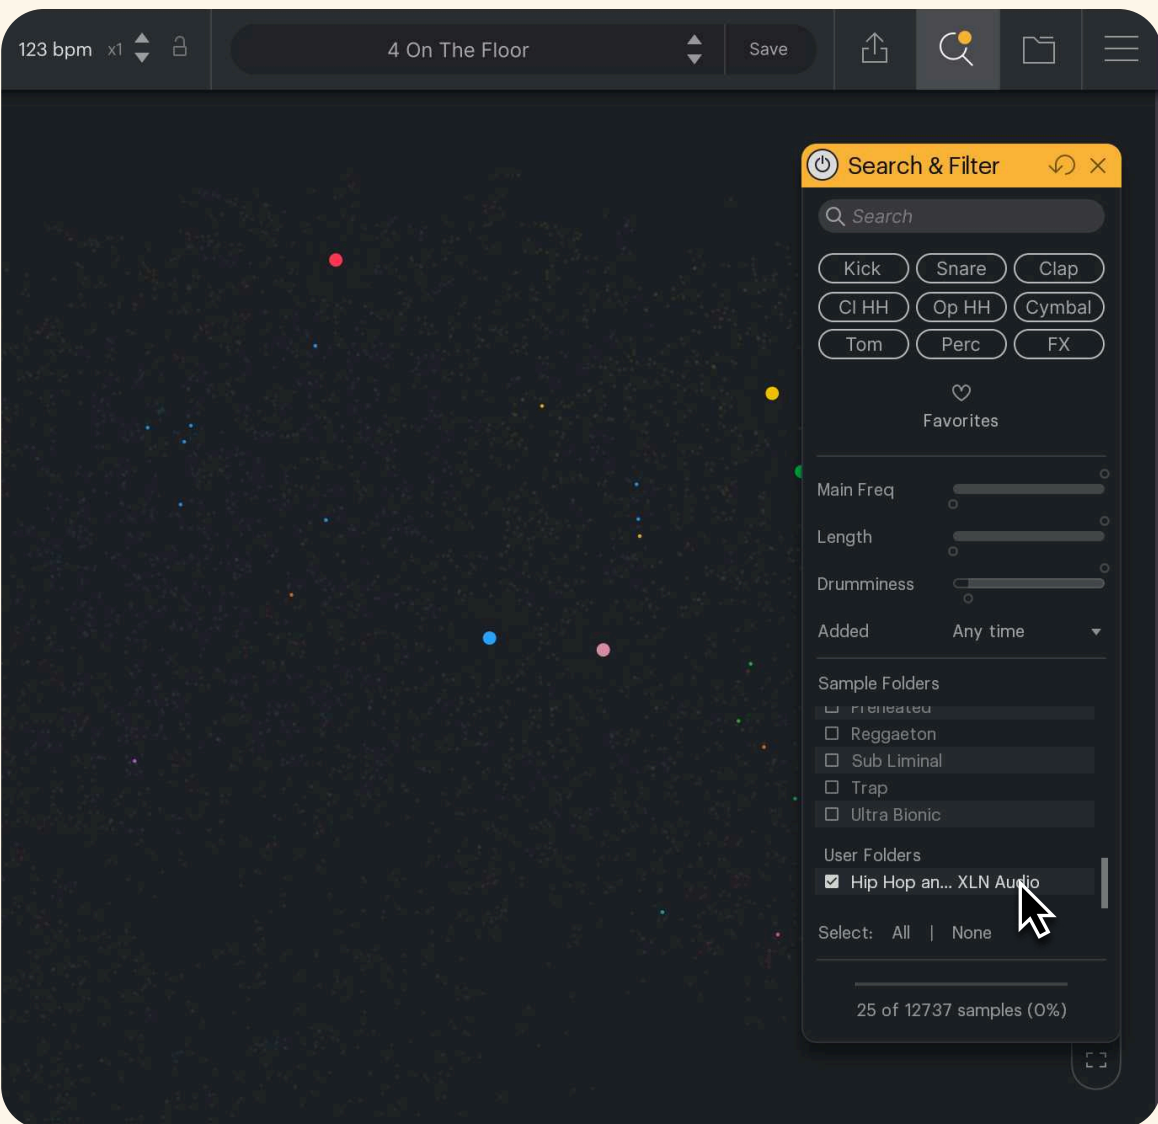 123 bpm x1 4 On The Floor Save
Search & Filter
Search
Kick Snare Clap
Cl HH Op HH Cymbal
Tom Perc FX
Favorites
Main Freq
Length
Drumminess
Added Any time
Sample Folders
Preheated
Reggaeton
Sub Liminal
Trap
Ultra Bionic
User Folders
Hip Hop an... XLN Audio
Select: All | None
25 of 12737 samples (0%)